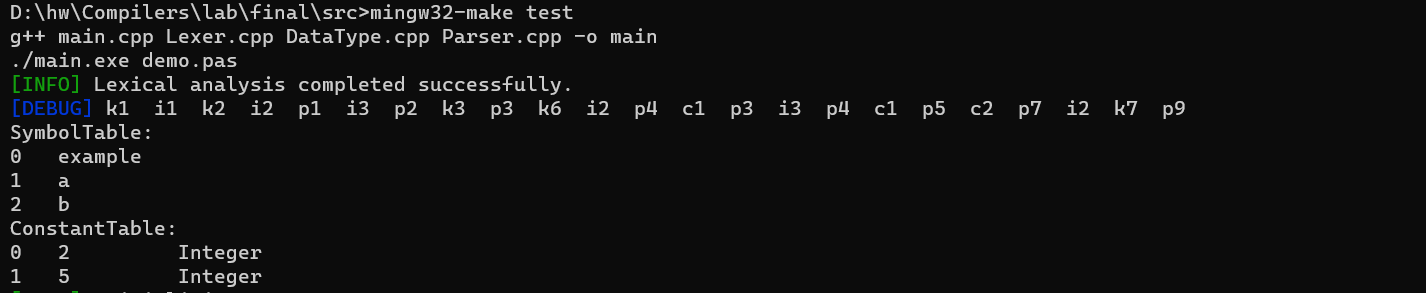 D:\hw\Compilers\lab\final\src>mingw32-make test
g++ main.cpp Lexer.cpp DataType.cpp Parser.cpp -o main
./main.exe demo.pas
[INFO] Lexical analysis completed successfully.
[DEBUG] k1  i1  k2  i2  p1  i3  p2  k3  p3  k6  i2  p4  c1  p3  i3  p4  c1  p5  c2  p7  i2  k7  p9
SymbolTable:
0   example
1   a
2   b
ConstantTable:
0   2         Integer
1   5         Integer